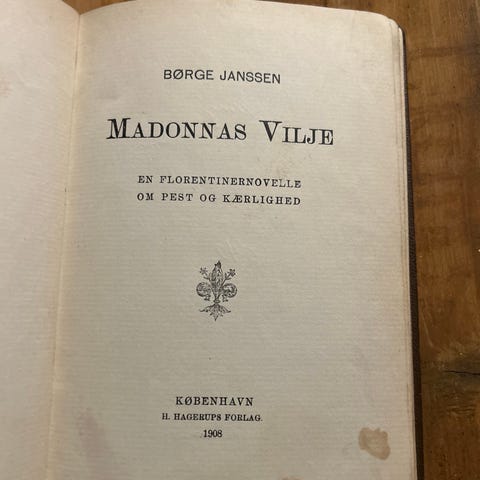 BØRGE JANSSEN
MADONNAS VILJE
EN FLORENTINERNOVELLE
OM PEST OG KÆRLIGHED
KØBENHAVN
H. HAGERUPS FORLAG.
1908